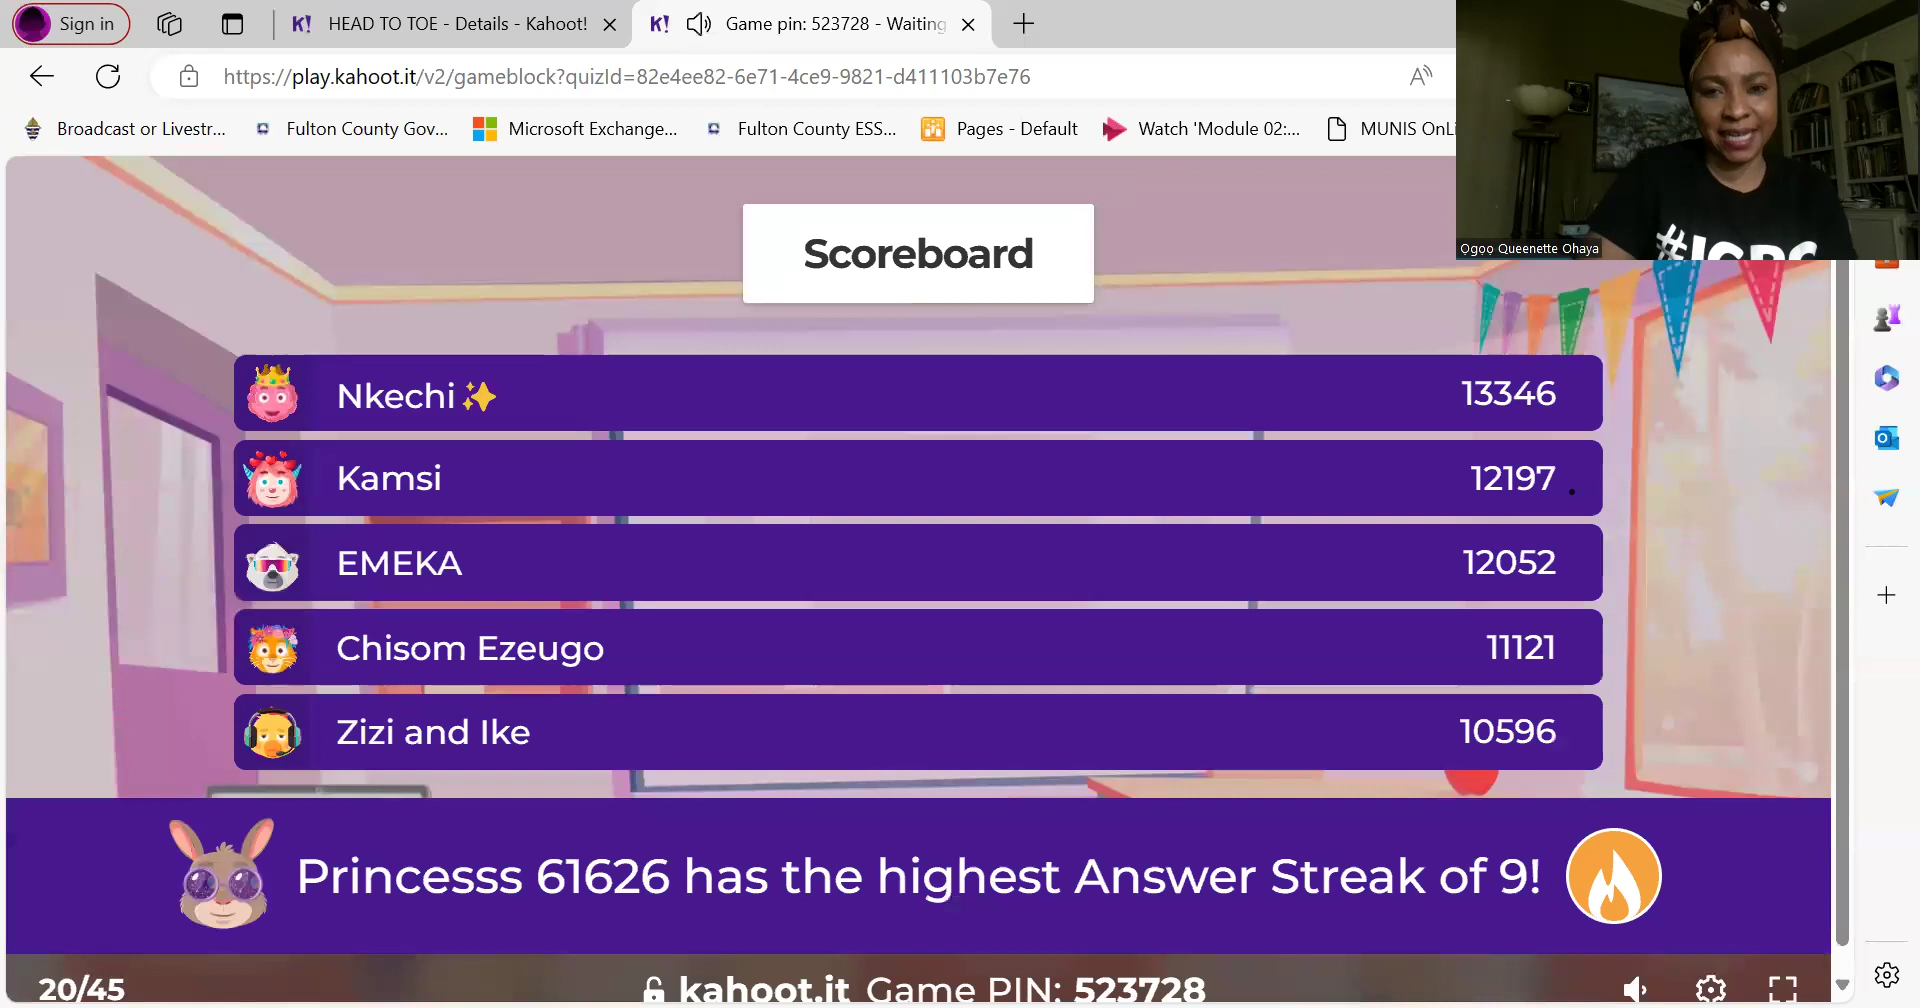 Sign in
HEAD TO TOE - Details - Kahoot!
Game pin: 523728 - Waiting
https://play.kahoot.it/v2/gameblock?quizId=82e4ee82-6e71-4ce9-9821-d411103b7e76
Broadcast or Livestr... Fulton County Gov... Microsoft Exchange... Fulton County ESS... Pages - Default Watch 'Module 02:... MUNIS OnLi
Ọgọọ Queenette Ohaya
Scoreboard
Nkechi✨ 13346
Kamsi 12197
EMEKA 12052
Chisom Ezeugo 11121
Zizi and Ike 10596
Princesss 61626 has the highest Answer Streak of 9!
20/45 kahoot.it Game PIN: 523728